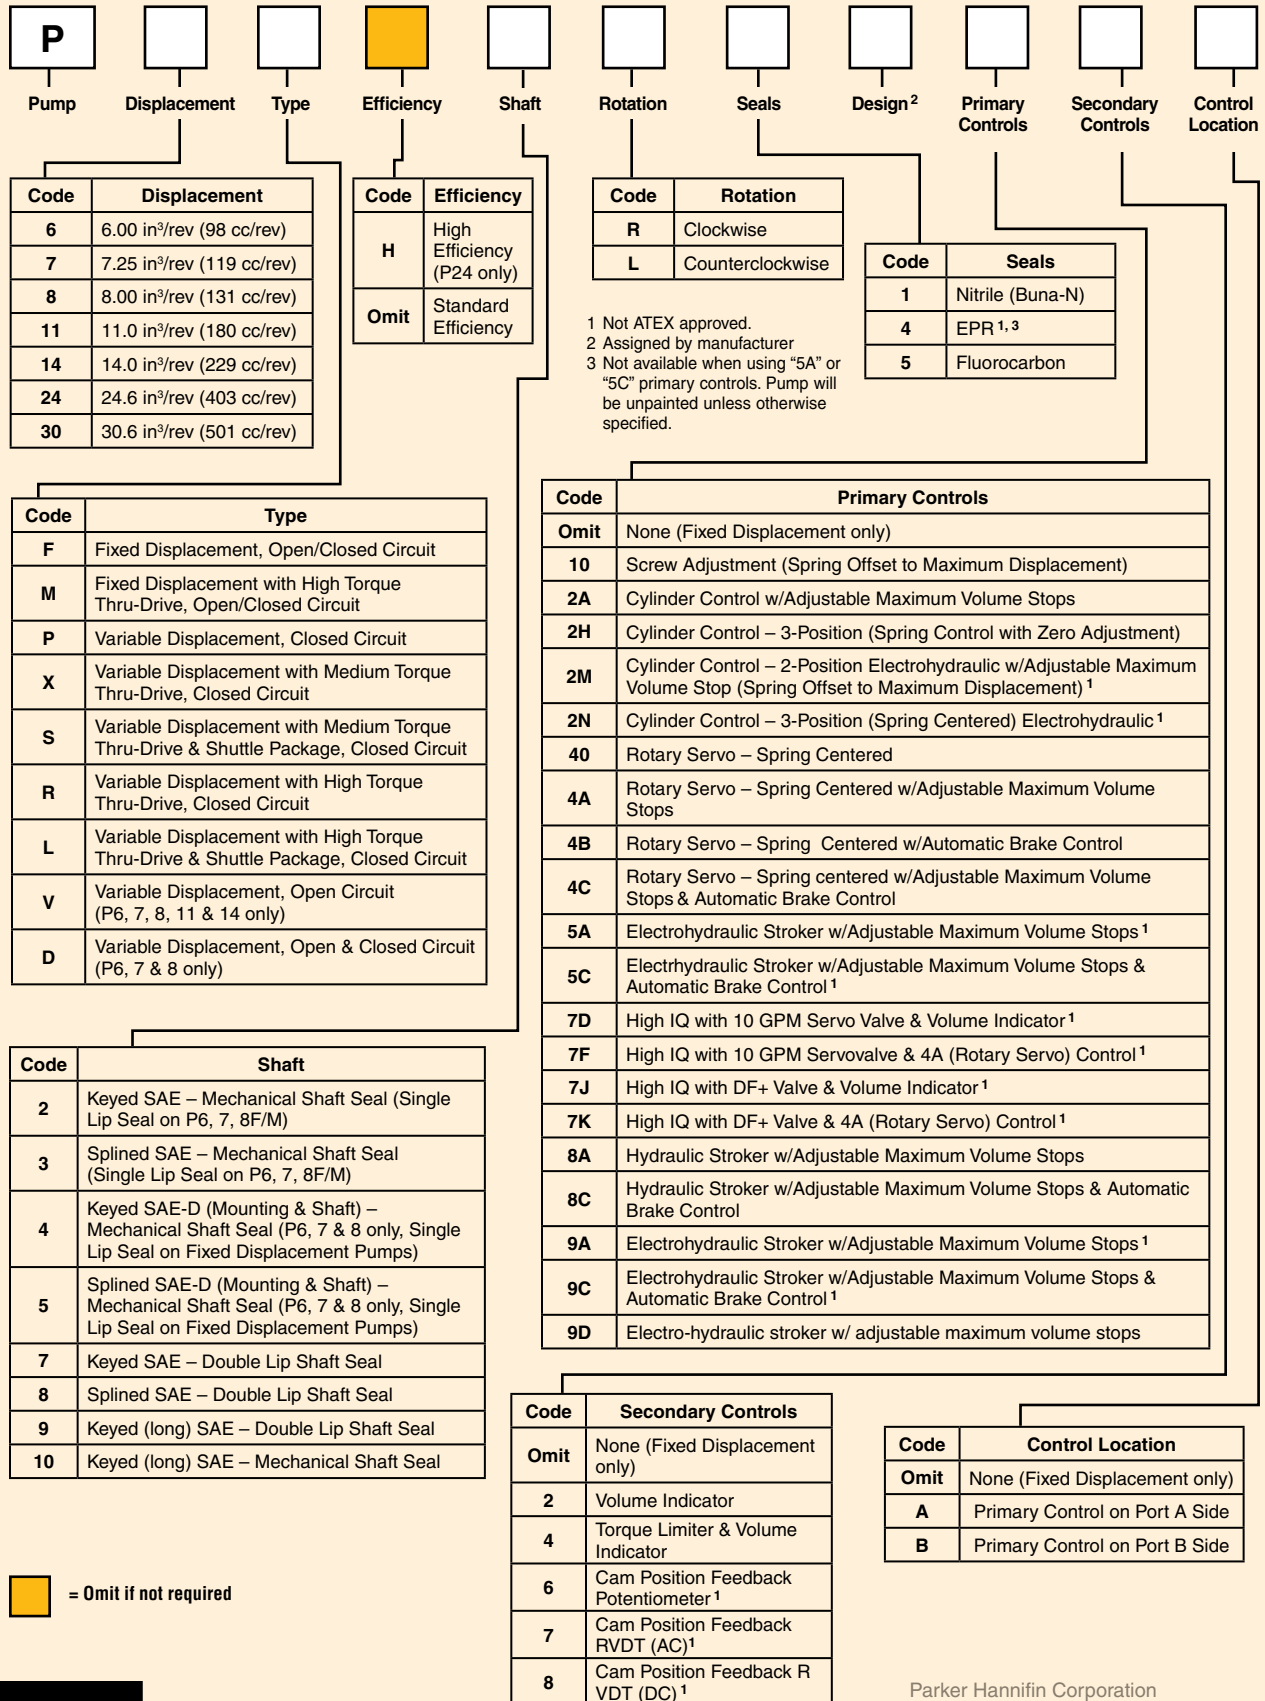 P
Pump Displacement Type Efficiency Shaft Rotation Seals Design 2 Primary Controls Secondary Controls Control Location
Code Displacement
6 6.00 in³/rev (98 cc/rev)
7 7.25 in³/rev (119 cc/rev)
8 8.00 in³/rev (131 cc/rev)
11 11.0 in³/rev (180 cc/rev)
14 14.0 in³/rev (229 cc/rev)
24 24.6 in³/rev (403 cc/rev)
30 30.6 in³/rev (501 cc/rev)
Code Efficiency
H High
Efficiency
(P24 only)
Omit Standard
Efficiency
Code Rotation
R Clockwise
L Counterclockwise
Code Seals
1 Nitrile (Buna-N)
4 EPR 1, 3
5 Fluorocarbon
1 Not ATEX approved.
2 Assigned by manufacturer
3 Not available when using “5A” or
“5C” primary controls. Pump will
be unpainted unless otherwise
specified.
Code Type
F Fixed Displacement, Open/Closed Circuit
M Fixed Displacement with High Torque
Thru-Drive, Open/Closed Circuit
P Variable Displacement, Closed Circuit
X Variable Displacement with Medium Torque
Thru-Drive, Closed Circuit
S Variable Displacement with Medium Torque
Thru-Drive & Shuttle Package, Closed Circuit
R Variable Displacement with High Torque
Thru-Drive, Closed Circuit
L Variable Displacement with High Torque
Thru-Drive & Shuttle Package, Closed Circuit
V Variable Displacement, Open Circuit
(P6, 7, 8, 11 & 14 only)
D Variable Displacement, Open & Closed Circuit
(P6, 7 & 8 only)
Code Primary Controls
Omit None (Fixed Displacement only)
10 Screw Adjustment (Spring Offset to Maximum Displacement)
2A Cylinder Control w/Adjustable Maximum Volume Stops
2H Cylinder Control – 3-Position (Spring Control with Zero Adjustment)
2M Cylinder Control – 2-Position Electrohydraulic w/Adjustable Maximum
Volume Stop (Spring Offset to Maximum Displacement) 1
2N Cylinder Control – 3-Position (Spring Centered) Electrohydraulic 1
40 Rotary Servo – Spring Centered
4A Rotary Servo – Spring Centered w/Adjustable Maximum Volume
Stops
4B Rotary Servo – Spring Centered w/Automatic Brake Control
4C Rotary Servo – Spring centered w/Adjustable Maximum Volume
Stops & Automatic Brake Control
5A Electrohydraulic Stroker w/Adjustable Maximum Volume Stops 1
5C Electrhydraulic Stroker w/Adjustable Maximum Volume Stops &
Automatic Brake Control 1
7D High IQ with 10 GPM Servo Valve & Volume Indicator 1
7F High IQ with 10 GPM Servovalve & 4A (Rotary Servo) Control 1
7J High IQ with DF+ Valve & Volume Indicator 1
7K High IQ with DF+ Valve & 4A (Rotary Servo) Control 1
8A Hydraulic Stroker w/Adjustable Maximum Volume Stops
8C Hydraulic Stroker w/Adjustable Maximum Volume Stops & Automatic
Brake Control
9A Electrohydraulic Stroker w/Adjustable Maximum Volume Stops 1
9C Electrohydraulic Stroker w/Adjustable Maximum Volume Stops &
Automatic Brake Control 1
9D Electro-hydraulic stroker w/ adjustable maximum volume stops
Code Shaft
2 Keyed SAE – Mechanical Shaft Seal (Single
Lip Seal on P6, 7, 8F/M)
3 Splined SAE – Mechanical Shaft Seal
(Single Lip Seal on P6, 7, 8F/M)
4 Keyed SAE-D (Mounting & Shaft) –
Mechanical Shaft Seal (P6, 7 & 8 only, Single
Lip Seal on Fixed Displacement Pumps)
5 Splined SAE-D (Mounting & Shaft) –
Mechanical Shaft Seal (P6, 7 & 8 only, Single
Lip Seal on Fixed Displacement Pumps)
7 Keyed SAE – Double Lip Shaft Seal
8 Splined SAE – Double Lip Shaft Seal
9 Keyed (long) SAE – Double Lip Shaft Seal
10 Keyed (long) SAE – Mechanical Shaft Seal
Code Secondary Controls
Omit None (Fixed Displacement
only)
2 Volume Indicator
4 Torque Limiter & Volume
Indicator
6 Cam Position Feedback
Potentiometer 1
7 Cam Position Feedback
RVDT (AC)1
8 Cam Position Feedback R
VDT (DC) 1
Code Control Location
Omit None (Fixed Displacement only)
A Primary Control on Port A Side
B Primary Control on Port B Side
= Omit if not required
Parker Hannifin Corporation